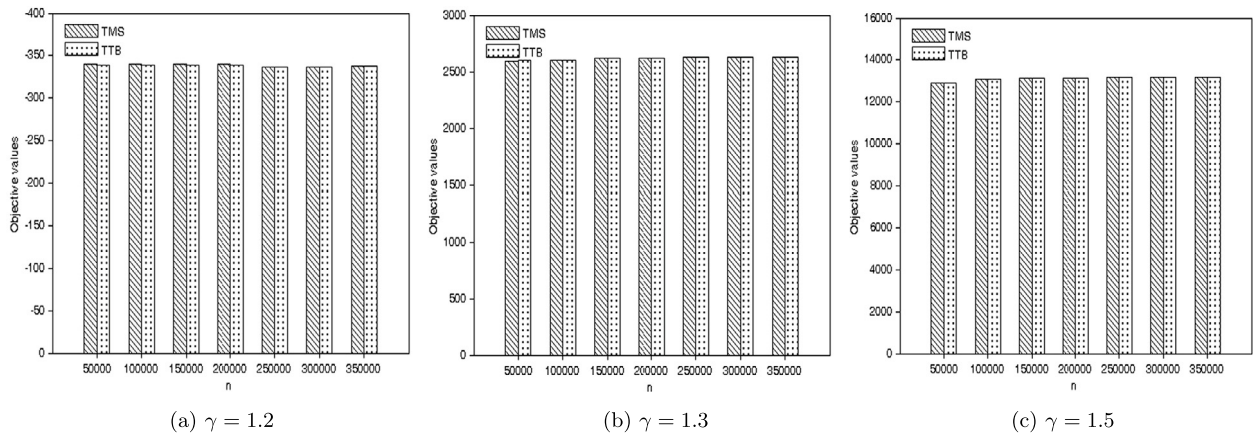 -400
-350
-300
-250
-200
-150
-100
-50
0
Objective values
TMS
TTB
50000 100000 150000 200000 250000 300000 350000
n
(a) γ = 1.2
3000
2500
2000
1500
1000
500
0
Objective values
TMS
TTB
50000 100000 150000 200000 250000 300000 350000
n
(b) γ = 1.3
16000
14000
12000
10000
8000
6000
4000
2000
0
Objective values
TMS
TTB
50000 100000 150000 200000 250000 300000 350000
n
(c) γ = 1.5